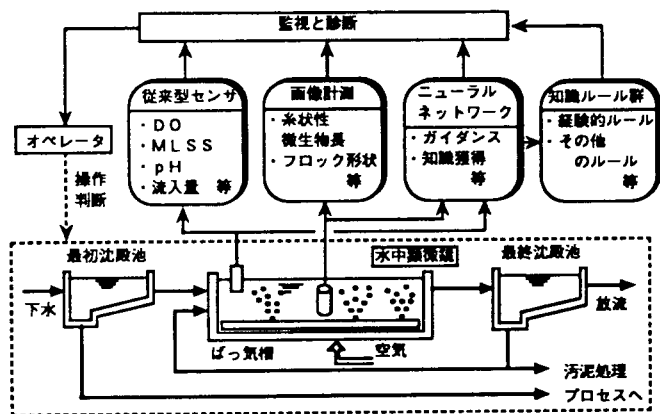 監視と診断
従来型センサ
・DO
・MLSS
・pH
・流入量 等
画像計測
・糸状性
微生物長
・フロック形状
等
ニューラル
ネットワーク
・ガイダンス
・知識獲得
等
知識ルール群
・経験的ルール
・その他
のルール
等
オペレータ
操作
判断
最初沈殿池
水中顕微鏡
最終沈殿池
下水
放流
ばっ気槽
空気
汚泥処理
プロセスへ